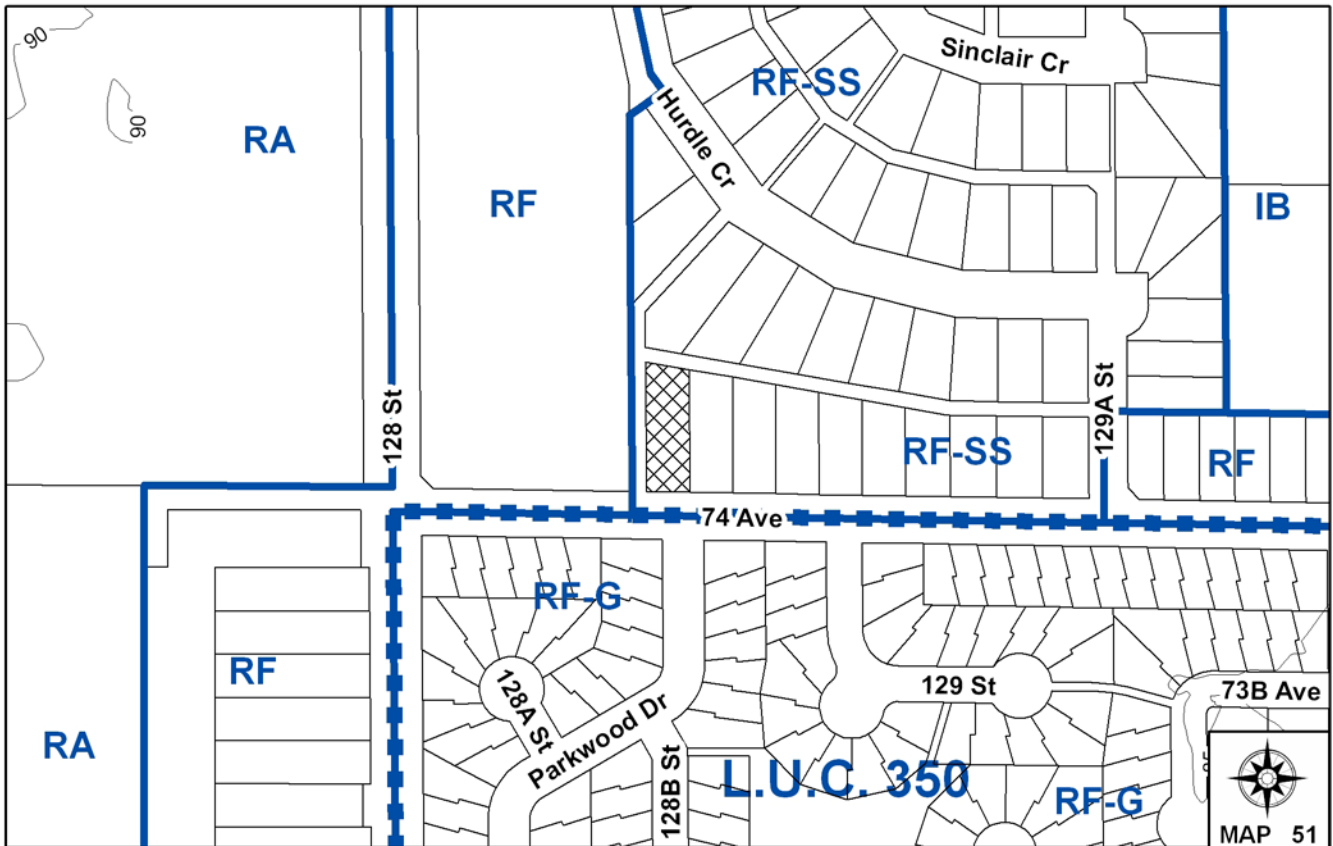 90
90
RA
RF
RF-SS
Sinclair Cr
Hurdle Cr
IB
128 St
129A St
RF-SS
RF
74 Ave
RF-G
RF
128A St
Parkwood Dr
129 St
73B Ave
RA
128B St
L.U.C. 350
RF-G
MAP 51